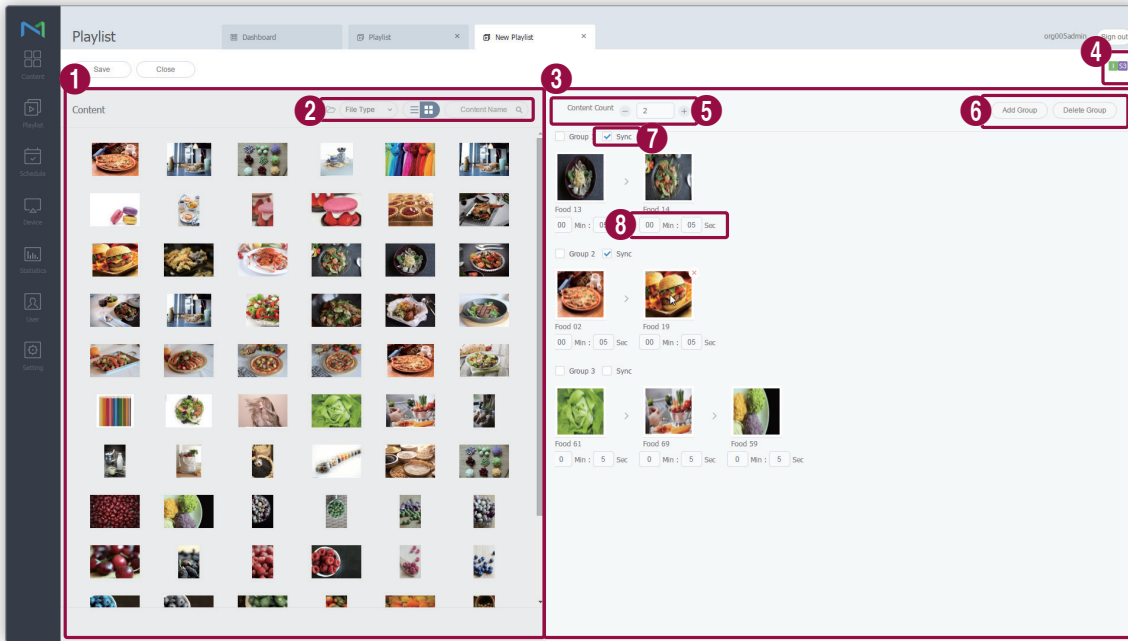 Playlist
Dashboard
Playlist ×
New Playlist ×
org005admin
Sign out
Save
Close
4
I S3
1
3
Content
2
File Type
Content Name
Content Count
2
5
6
Add Group
Delete Group
Content
Playlist
Schedule
Device
Statistics
User
Setting
Group 1
Sync
7
Food 13
Food 14
00 Min : 05
8
00 Min : 05 Sec
Group 2
Sync
Food 02
Food 19
00 Min : 05 Sec
00 Min : 05 Sec
Group 3
Sync
Food 61
Food 69
Food 59
0 Min : 5 Sec
0 Min : 5 Sec
0 Min : 5 Sec